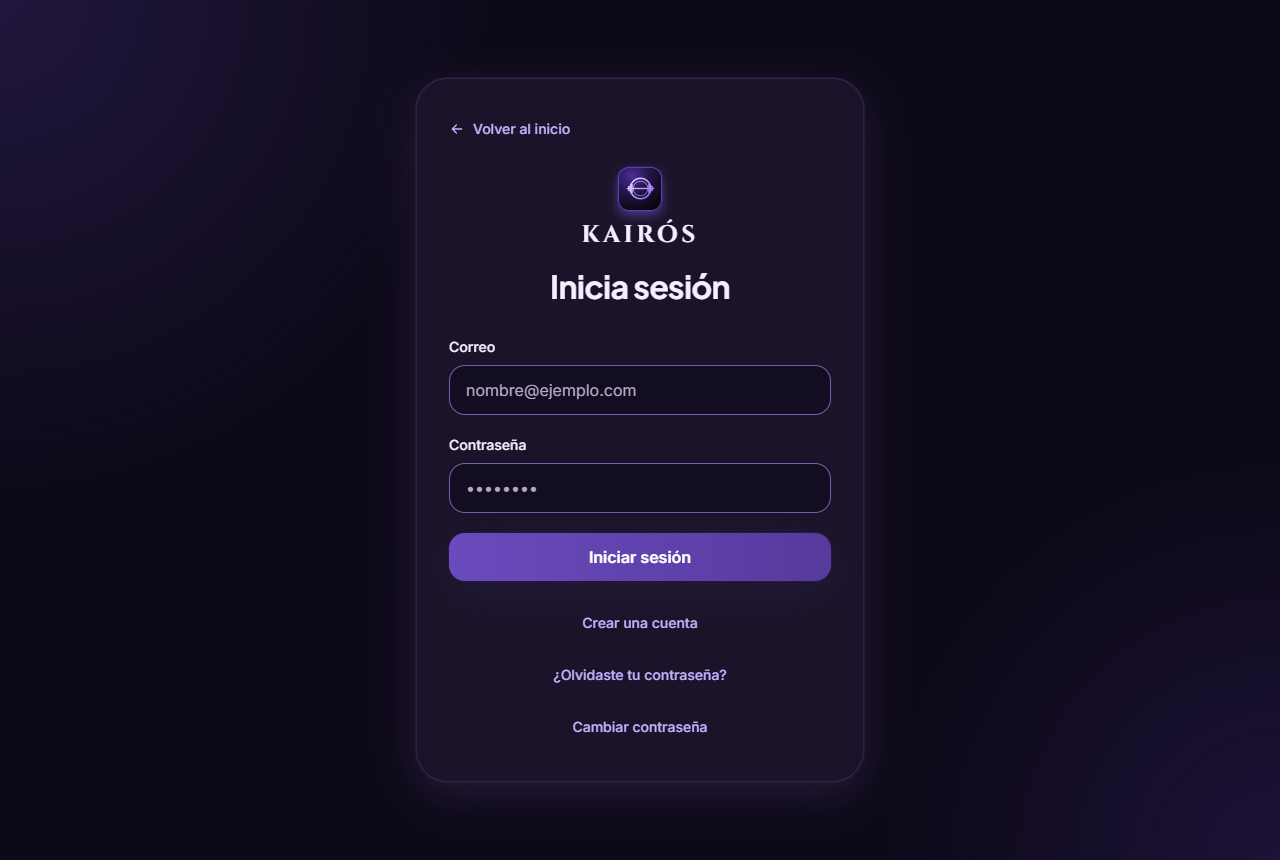 ← Volver al inicio
KAIRÓS
Inicia sesión
Correo
nombre@ejemplo.com
Contraseña
••••••••
Iniciar sesión
Crear una cuenta
¿Olvidaste tu contraseña?
Cambiar contraseña